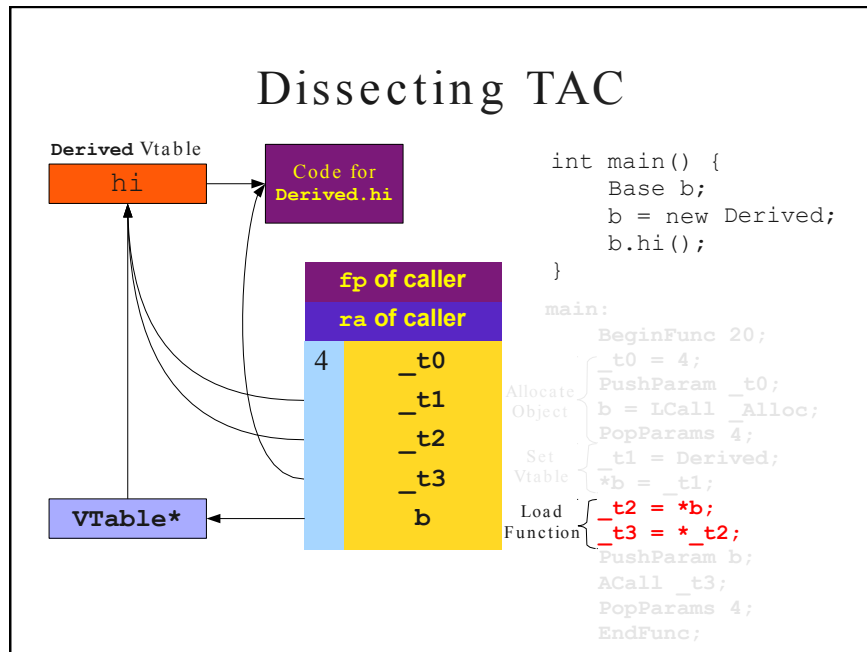 Dissecting TAC
Derived Vtable
hi
Code for
Derived.hi
int main() {
Base b;
b = new Derived;
b.hi();
}
fp of caller
ra of caller
4 _t0
_t1
_t2
_t3
b
VTable*
main:
BeginFunc 20;
_t0 = 4;
PushParam _t0;
b = LCall _Alloc;
PopParams 4;
_t1 = Derived;
*b = _t1;
_t2 = *b;
_t3 = *_t2;
PushParam b;
ACall _t3;
PopParams 4;
EndFunc;
Allocate
Object
Set
Vtable
Load
Function